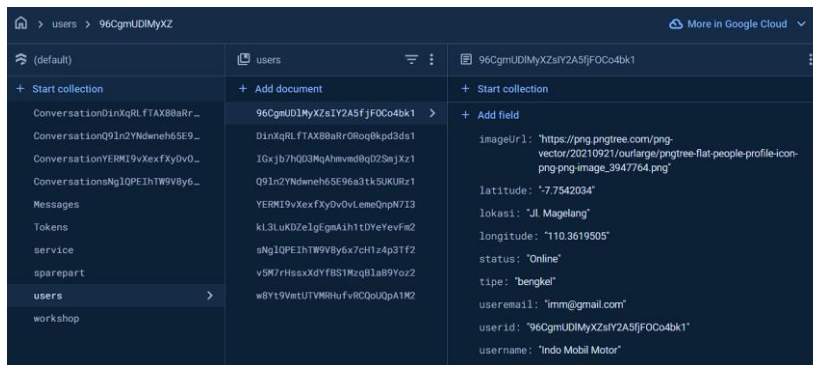 users > 96CgmUDlMyXZ
More in Google Cloud
(default)
+ Start collection
ConversationDinXqRLfTAX80aRr…
ConversationQ9ln2YNdwneh65E9…
ConversationYERMI9vXexfXyDvO…
ConversationsNglQPEIhTW9V8y6…
Messages
Tokens
service
sparepart
users
workshop
users
+ Add document
96CgmUDlMyXZsIY2A5fjFOCo4bk1
DinXqRLfTAX80aRrORoq0kpd3ds1
IGxjb7hQD3MqAhmvmd0qD2SmjXz1
Q9ln2YNdwneh65E96a3tk5UKURz1
YERMI9vXexfXyDvOvLemeQnpN7I3
kL3LuKDZelgEgmAih1tDYeYevFm2
sNglQPEIhTW9V8y6x7cH1z4p3Tf2
v5M7rHssxXdYfBS1MzqBlaB9Yoz2
w8Yt9VmtUTVMRHufvRCQoUQpA1M2
96CgmUDlMyXZsIY2A5fjFOCo4bk1
+ Start collection
+ Add field
imageUrl: "https://png.pngtree.com/png-
vector/20210921/ourlarge/pngtree-flat-people-profile-icon-
png-png-image_3947764.png"
latitude: "-7.7542034"
lokasi: "Jl. Magelang"
longitude: "110.3619505"
status: "Online"
tipe: "bengkel"
useremail: "imm@gmail.com"
userid: "96CgmUDlMyXZsIY2A5fjFOCo4bk1"
username: "Indo Mobil Motor"